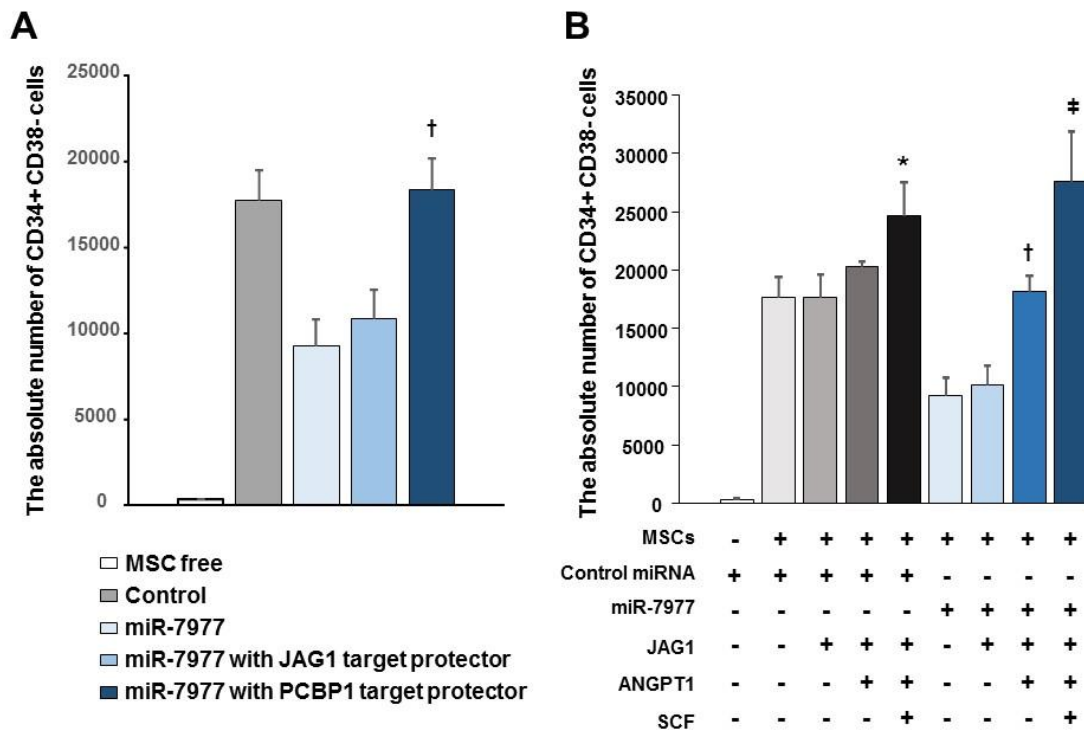 A
The absolute number of CD34+ CD38- cells
25000
20000
15000
10000
5000
0
†
MSC free
Control
miR-7977
miR-7977 with JAG1 target protector
miR-7977 with PCBP1 target protector
B
The absolute number of CD34+ CD38- cells
35000
30000
25000
20000
15000
10000
5000
0
*
†
‡
MSCs - + + + + + + + +
Control miRNA + + + + + - - - -
miR-7977 - - - - - + + + +
JAG1 - - + + + - + + +
ANGPT1 - - - + + - - + +
SCF - - - - + - - - +